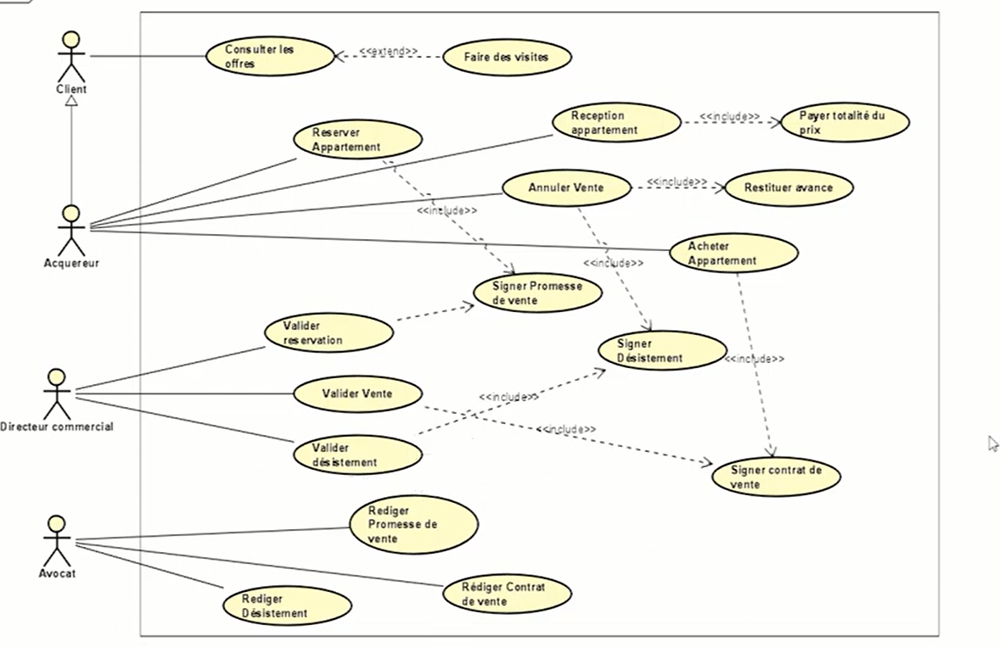 Client
Consulter les
offres
<<extend>>
Faire des visites
Reserver
Appartement
Reception
appartement
<<include>>
Payer totalité du
prix
Annuler Vente
<<include>>
Restituer avance
<<include>>
Acquereur
Acheter
Appartement
<<include>>
Signer Promesse
de vente
Valider
reservation
Signer
Désistement
<<include>>
Directeur commercial
Valider Vente
<<include>>
<<include>>
Valider
désistement
Signer contrat de
vente
Avocat
Rediger
Promesse de
vente
Rediger
Désistement
Rédiger Contrat
de vente